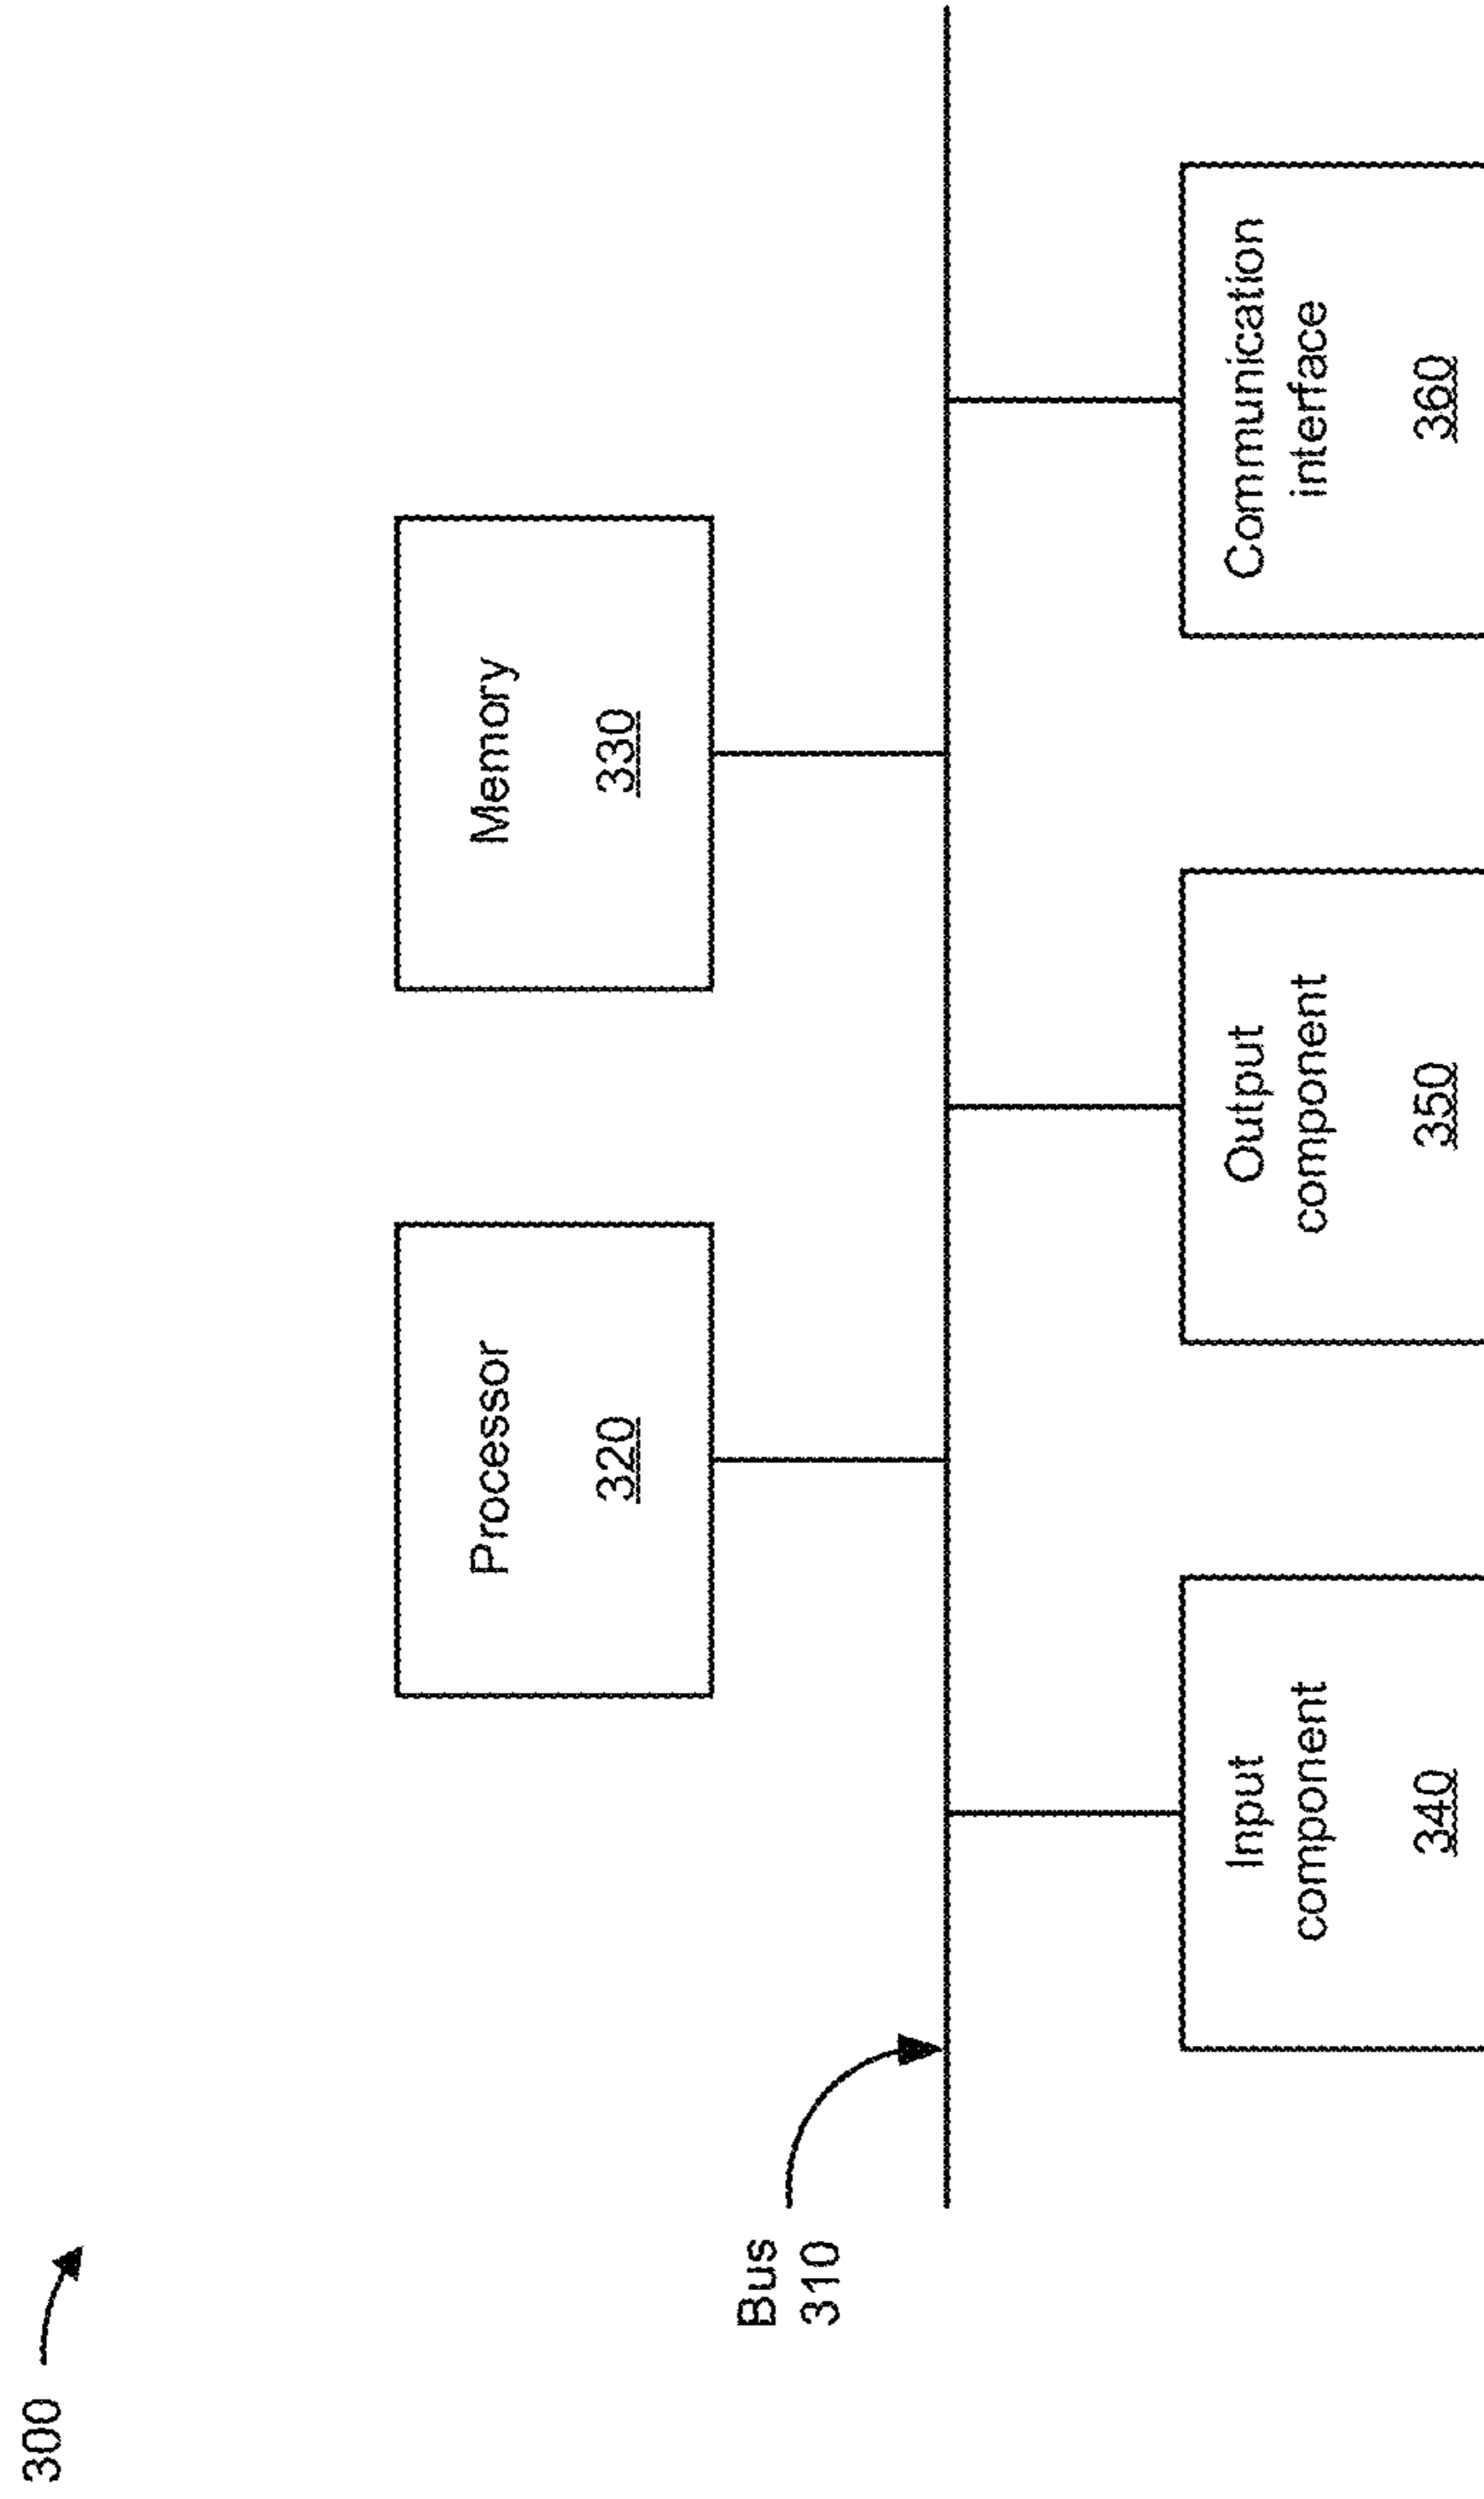 300
Processor
320
Memory
330
Bus
310
Input
component
340
Output
component
350
Communication
interface
360